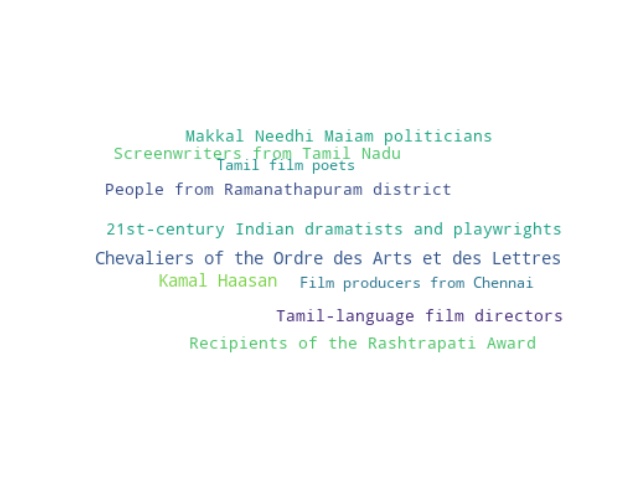 Makkal Needhi Maiam politicians
Screenwriters from Tamil Nadu
Tamil film poets
People from Ramanathapuram district
21st-century Indian dramatists and playwrights
Chevaliers of the Ordre des Arts et des Lettres
Kamal Haasan
Film producers from Chennai
Tamil-language film directors
Recipients of the Rashtrapati Award